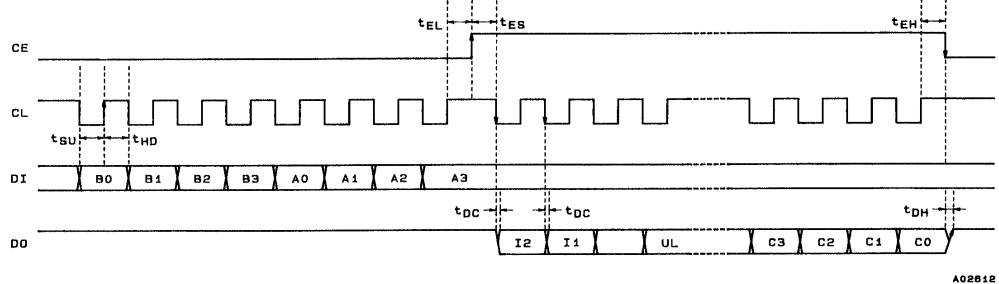 tEL tES tEH
CE
CL
tSU tHD
DI B0 B1 B2 B3 A0 A1 A2 A3
tDC tDC tDH
DO I2 I1 UL C3 C2 C1 C0
A02612